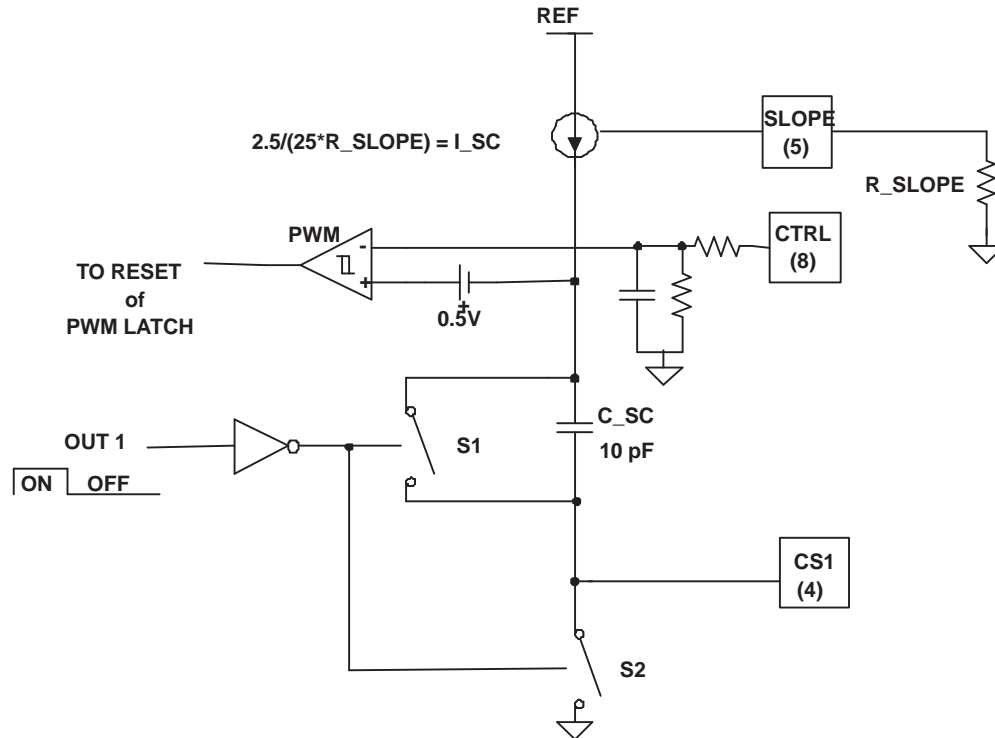 REF
2.5/(25*R_SLOPE) = I_SC
SLOPE
(5)
R_SLOPE
PWM
-
+
CTRL
(8)
TO RESET
of
PWM LATCH
+
0.5V
C_SC
10 pF
OUT 1
S1
ON OFF
CS1
(4)
S2